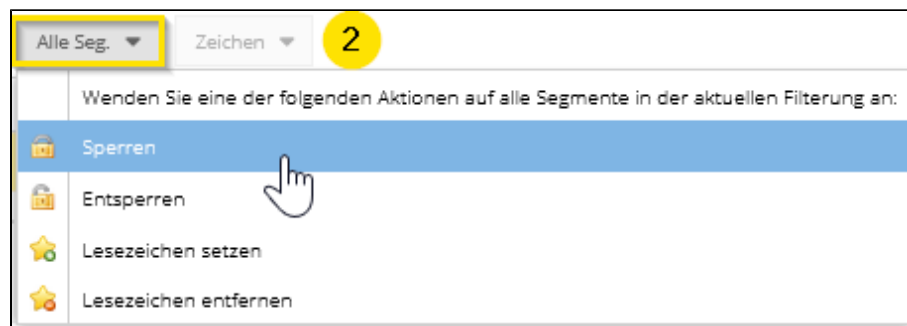 Alle Seg. Zeichen 2
Wenden Sie eine der folgenden Aktionen auf alle Segmente in der aktuellen Filterung an:
Sperren
Entsperren
Lesezeichen setzen
Lesezeichen entfernen